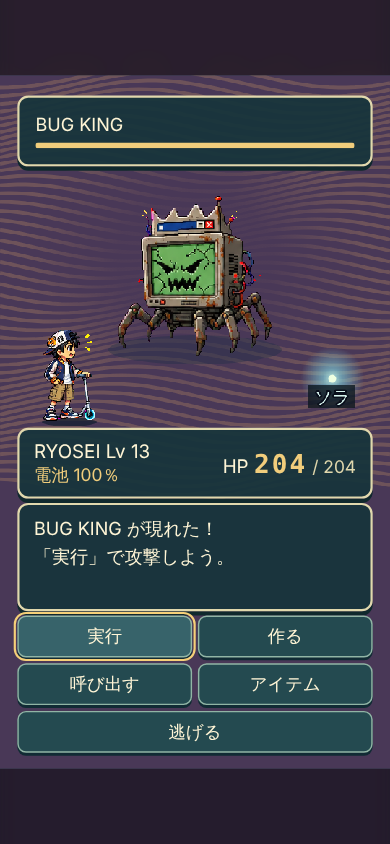 BUG KING
ソラ
RYOSEI Lv 13
電池 100%
HP 204 / 204
BUG KING が現れた!
「実行」で攻撃しよう。
実行
作る
呼び出す
アイテム
逃げる